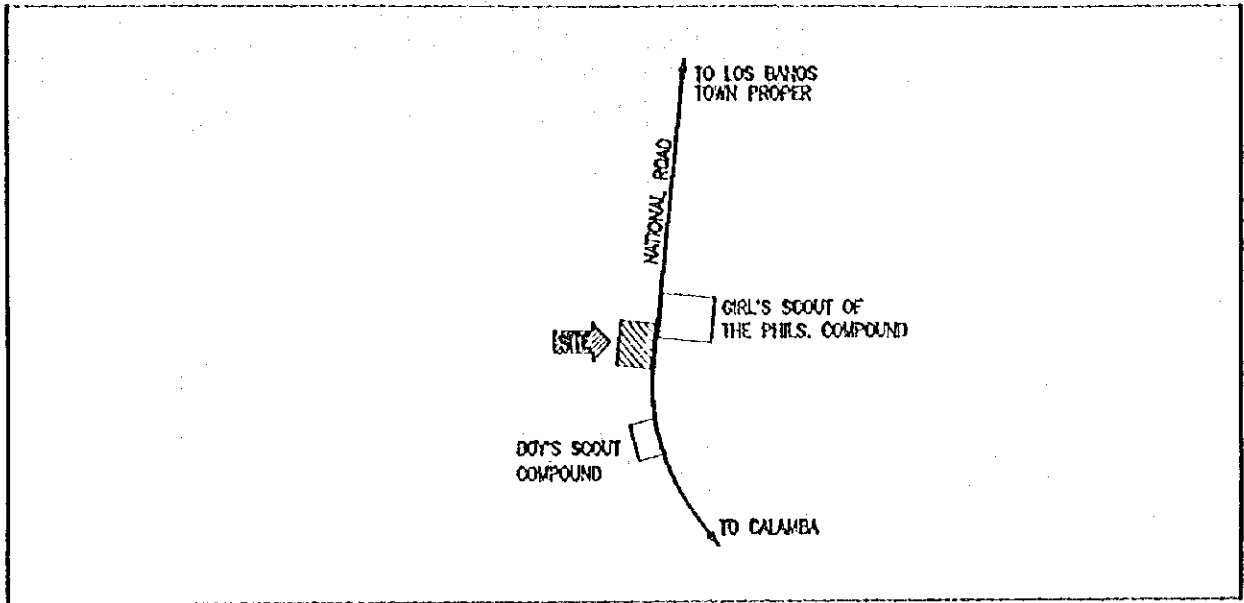 TO LOS BANOS
TOWN PROPER
NATIONAL ROAD
GIRL'S SCOUT OF
THE PHILS. COMPOUND
SITE
BOY'S SCOUT
COMPOUND
TO CALAMBA